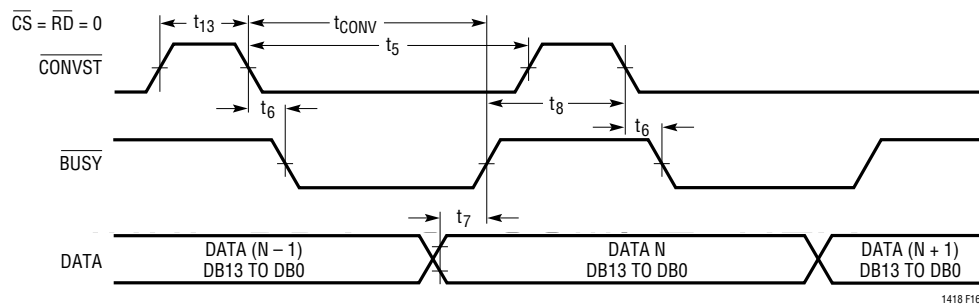 CS = RD = 0
t13
tCONV
t5
CONVST
t6
t8
t6
BUSY
t7
DATA
DATA (N – 1)
DB13 TO DB0
DATA N
DB13 TO DB0
DATA (N + 1)
DB13 TO DB0
1418 F16